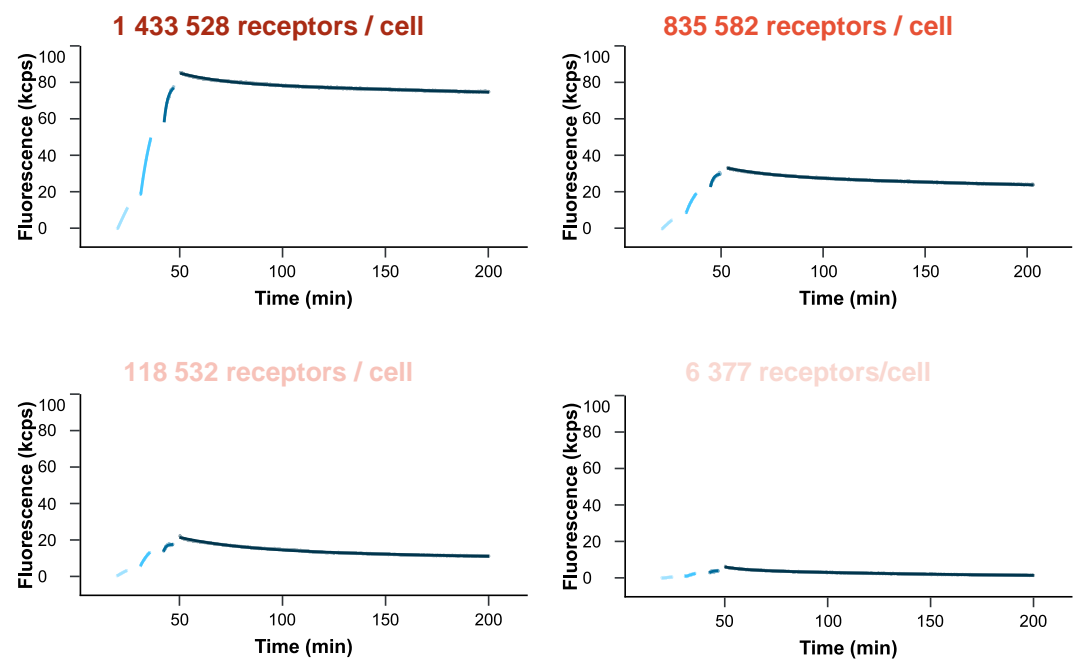 1 433 528 receptors / cell
Fluorescence (kcps)
100
80
60
40
20
0
50 100 150 200
Time (min)
835 582 receptors / cell
Fluorescence (kcps)
100
80
60
40
20
0
50 100 150 200
Time (min)
118 532 receptors / cell
Fluorescence (kcps)
100
80
60
40
20
0
50 100 150 200
Time (min)
6 377 receptors/cell
Fluorescence (kcps)
100
80
60
40
20
0
50 100 150 200
Time (min)